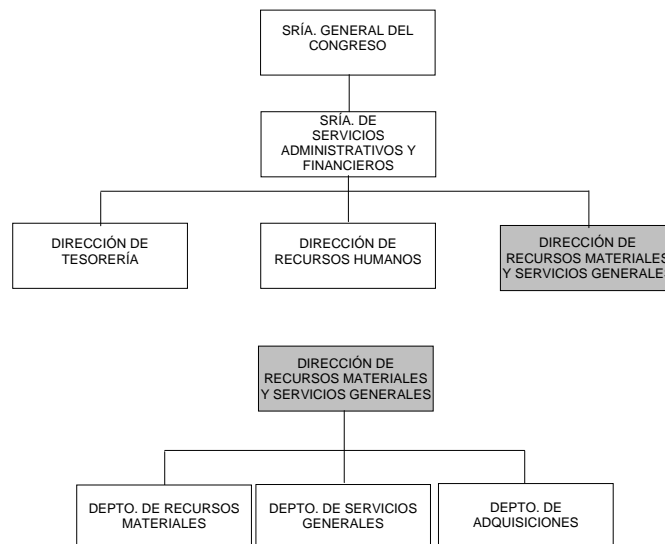 SRÍA. GENERAL DEL
CONGRESO
SRÍA. DE
SERVICIOS
ADMINISTRATIVOS Y
FINANCIEROS
DIRECCIÓN DE
TESORERÍA
DIRECCIÓN DE
RECURSOS HUMANOS
DIRECCIÓN DE
RECURSOS MATERIALES
Y SERVICIOS GENERALES
DIRECCIÓN DE
RECURSOS MATERIALES
Y SERVICIOS GENERALES
DEPTO. DE RECURSOS
MATERIALES
DEPTO. DE SERVICIOS
GENERALES
DEPTO. DE
ADQUISICIONES